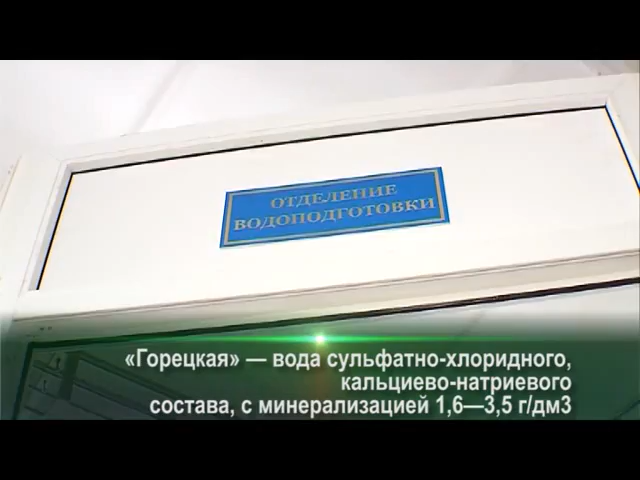 ОТДЕЛЕНИЕ
ВОДОПОДГОТОВКИ
«Горецкая» — вода сульфатно-хлоридного,
кальциево-натриевого
состава, с минерализацией 1,6—3,5 г/дм3